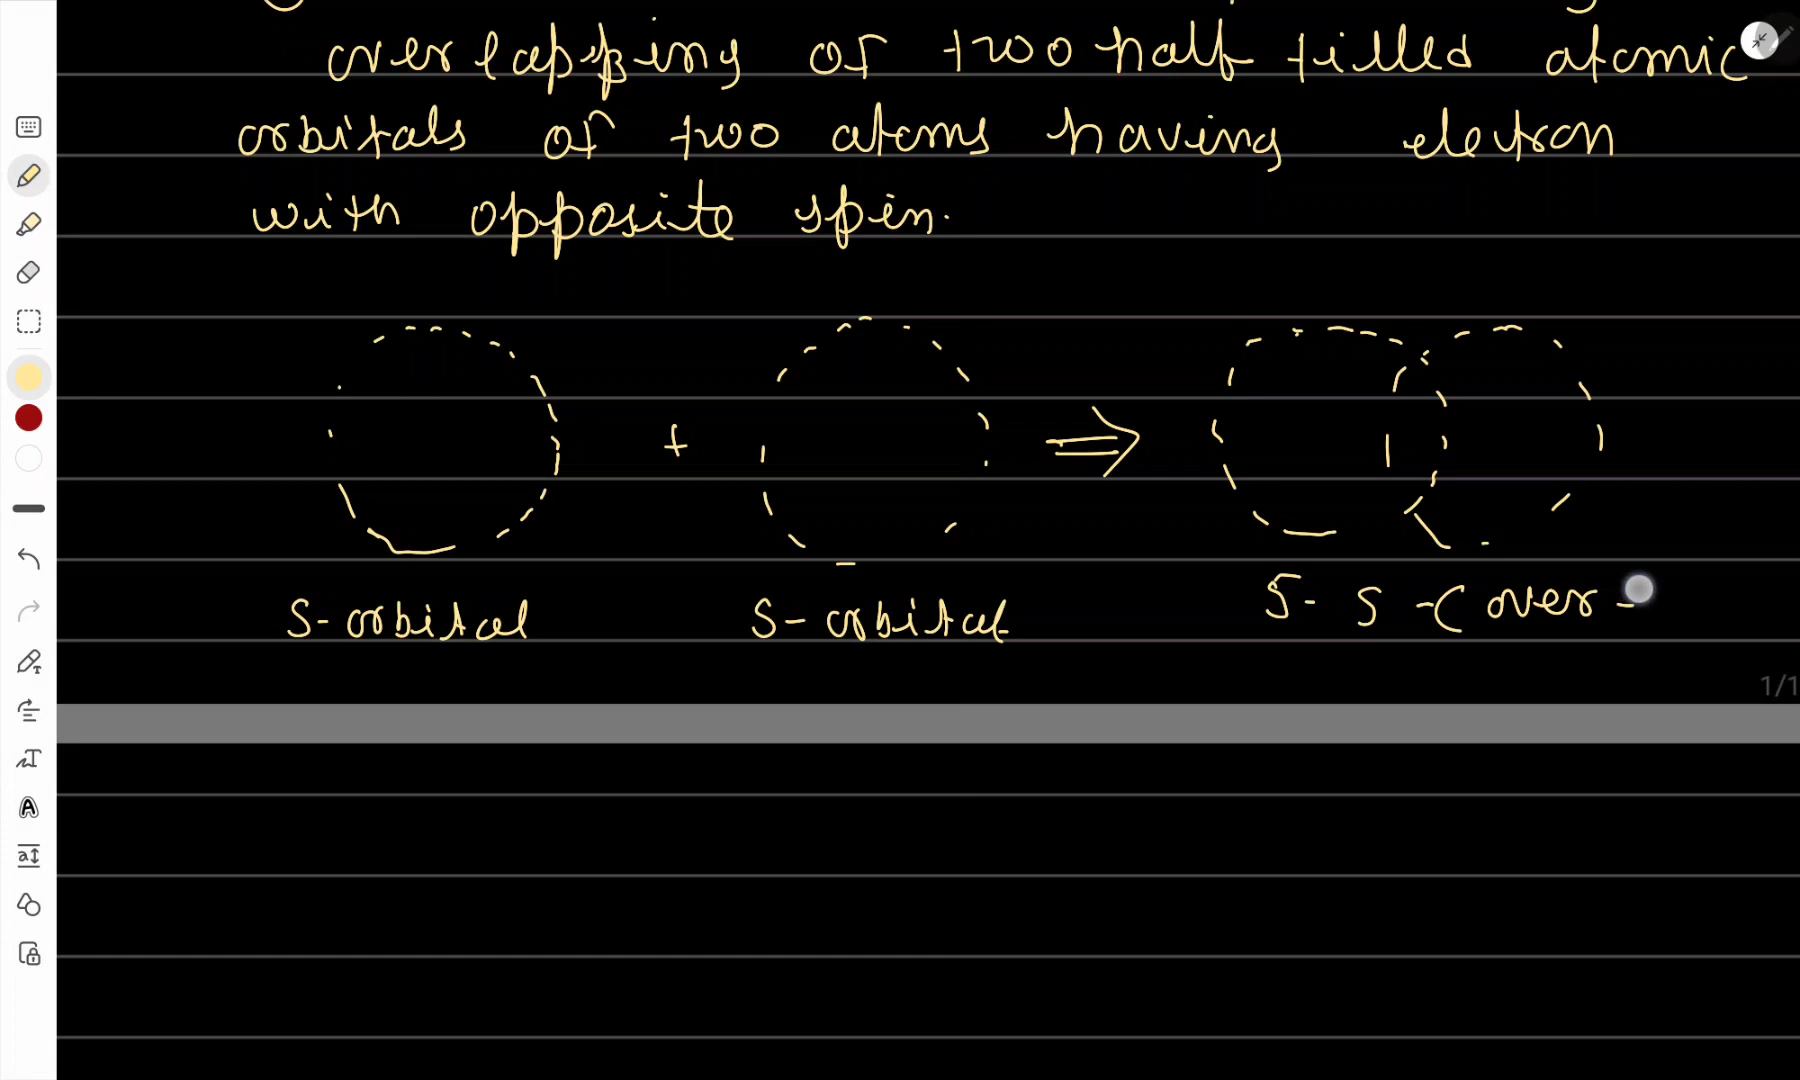 overlapping of two half filled atomic
orbitals of two atoms having eletron
with opposite spin.
+
S-orbital S-orbital S-S-(over-
1/1